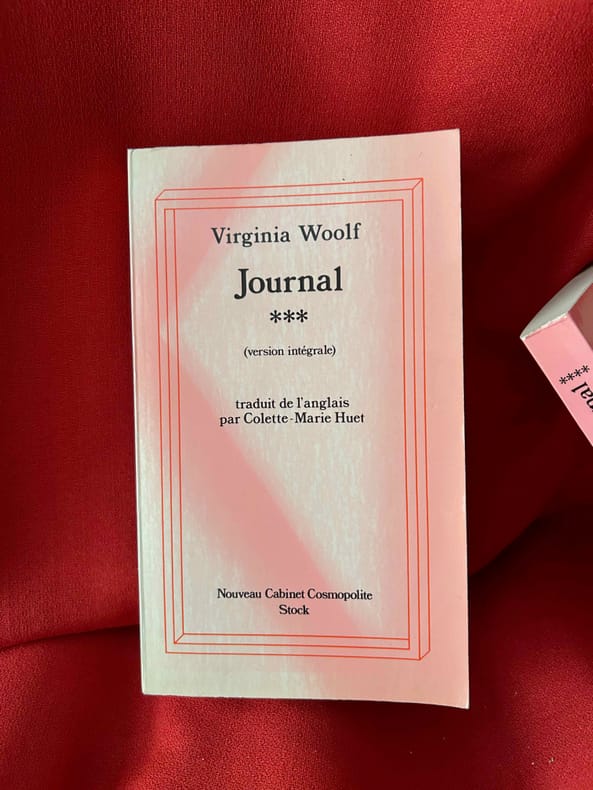 Virginia Woolf
Journal
***
(version intégrale)
traduit de l'anglais
par Colette-Marie Huet
Nouveau Cabinet Cosmopolite
Stock
****